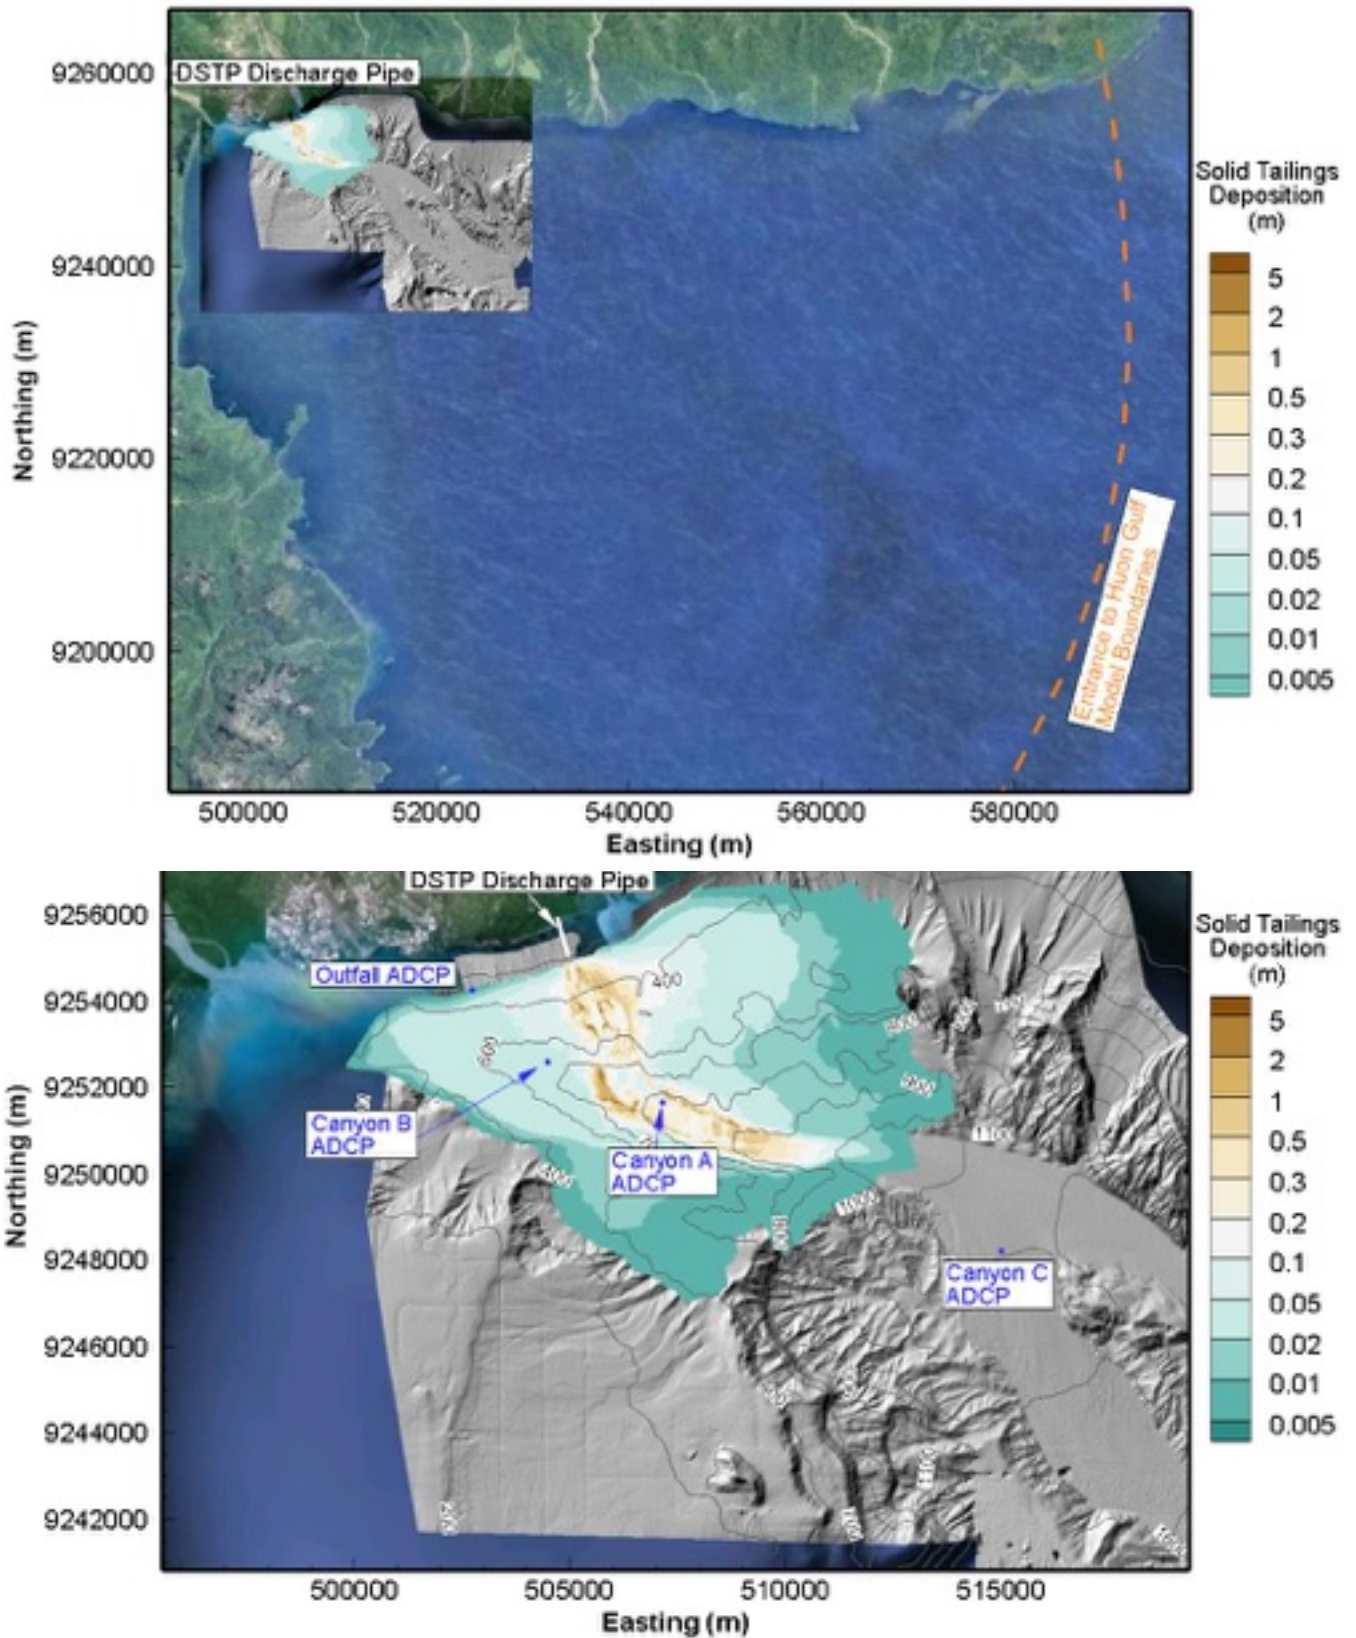 DSTP Discharge Pipe
9260000
9240000
9220000
9200000
Northing (m)
500000 520000 540000 560000 580000
Easting (m)
Entrance to Huon Gulf
Model Boundaries
Solid Tailings
Deposition
(m)
5
2
1
0.5
0.3
0.2
0.1
0.05
0.02
0.01
0.005
DSTP Discharge Pipe
9256000
9254000
9252000
9250000
9248000
9246000
9244000
9242000
Northing (m)
Outfall ADCP
Canyon B
ADCP
Canyon A
ADCP
Canyon C
ADCP
400
1100
1000
500000 505000 510000 515000
Easting (m)
Solid Tailings
Deposition
(m)
5
2
1
0.5
0.3
0.2
0.1
0.05
0.02
0.01
0.005